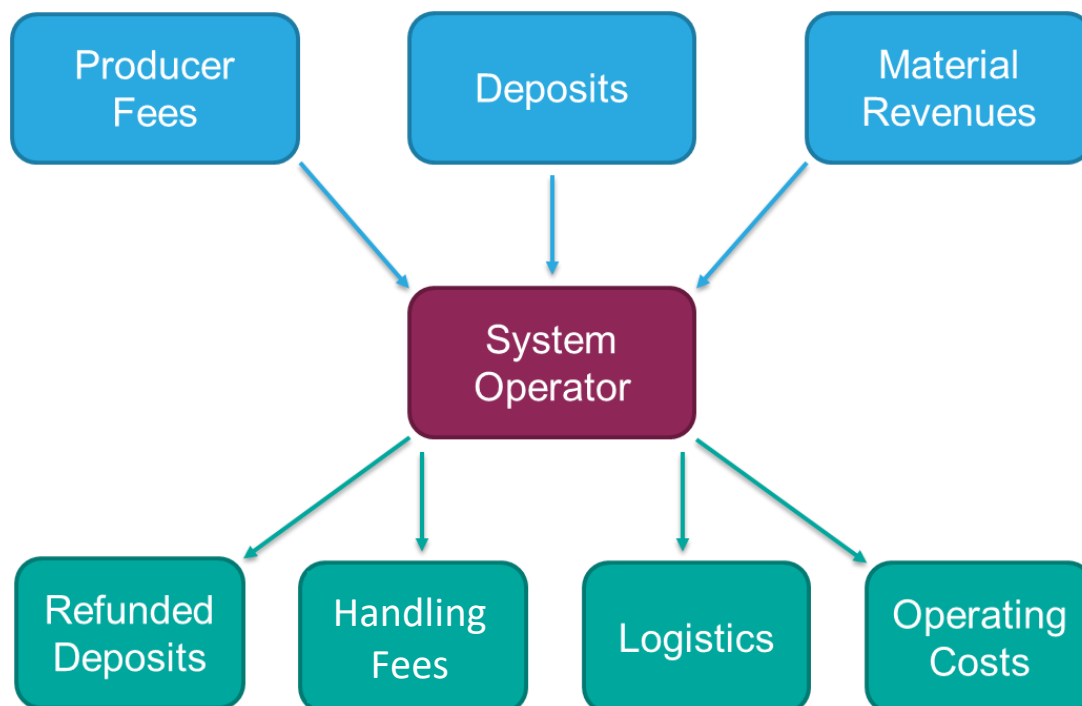 Producer
Fees
Deposits
Material
Revenues
System
Operator
Refunded
Deposits
Handling
Fees
Logistics
Operating
Costs